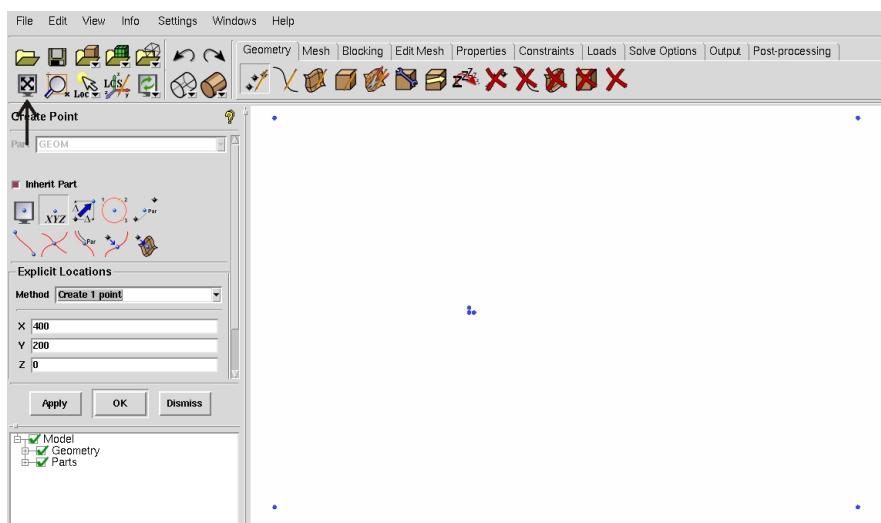 File Edit View Info Settings Windows Help
Geometry Mesh Blocking Edit Mesh Properties Constraints Loads Solve Options Output Post-processing
Loc LCS
Create Point
Part GEOM
Inherit Part
XYZ Par
Par
Explicit Locations
Method Create 1 point
X 400
Y 200
Z 0
Apply OK Dismiss
Model
Geometry
Parts